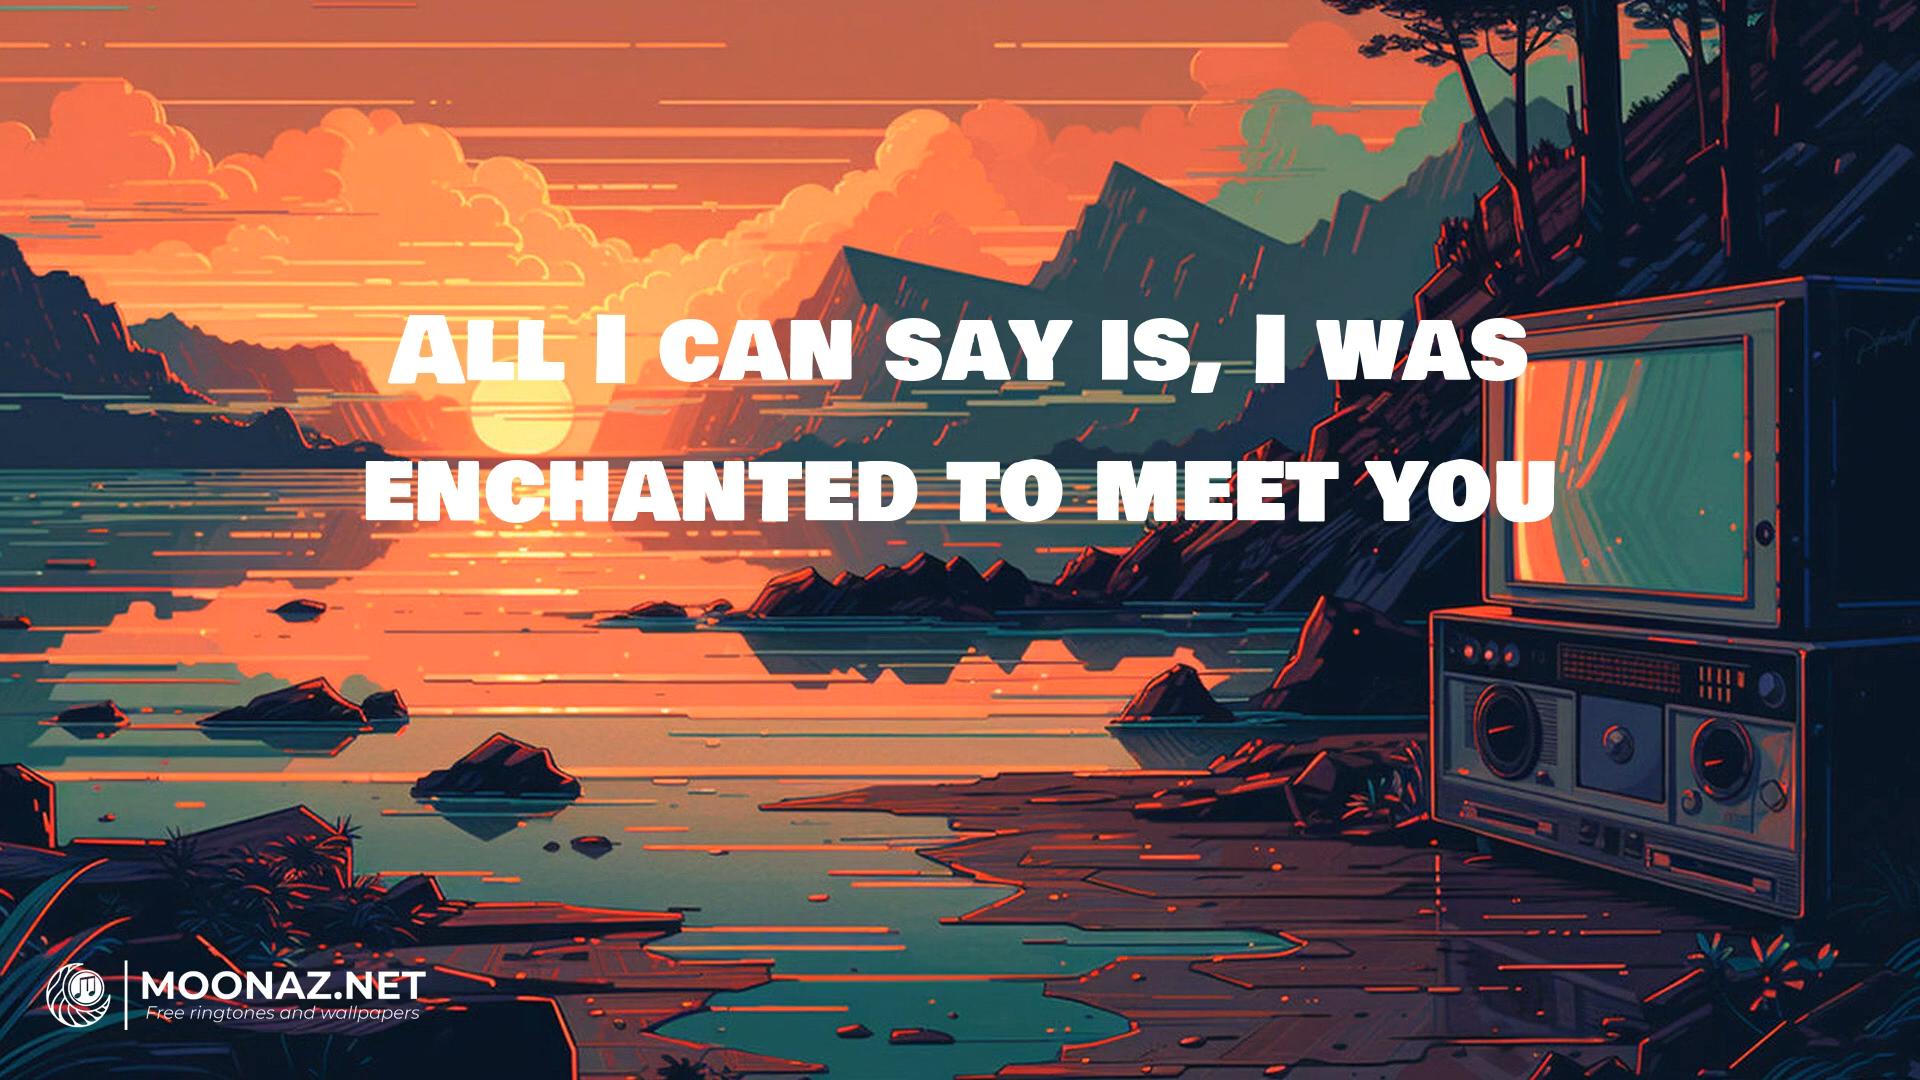 All I can say is, I was
enchanted to meet you
MOONAZ.NET
Free ringtones and wallpapers